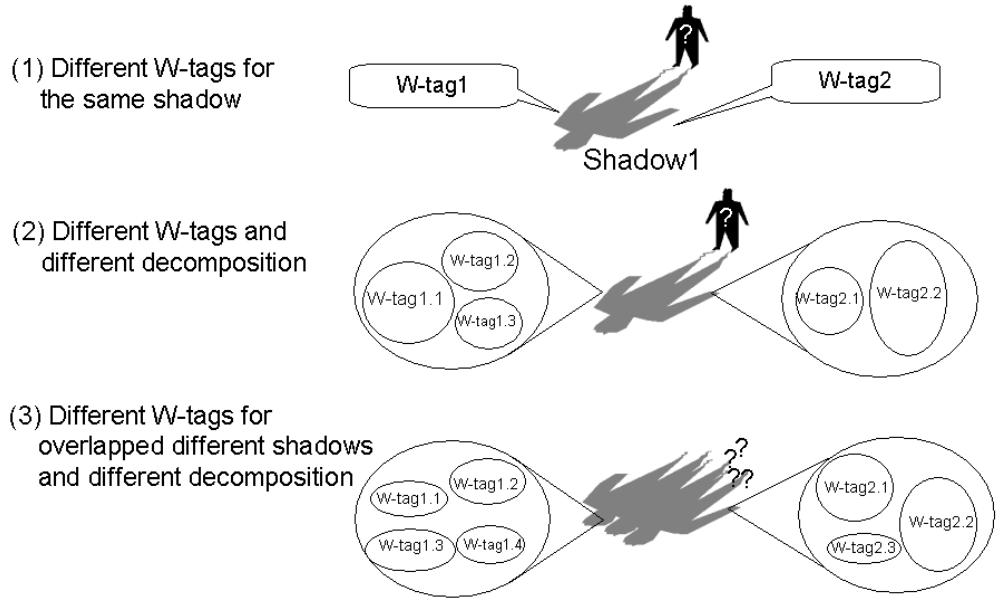 (1) Different W-tags for
the same shadow
W-tag1
?
W-tag2
Shadow1
(2) Different W-tags and
different decomposition
W-tag1.1
W-tag1.2
W-tag1.3
?
W-tag2.1
W-tag2.2
(3) Different W-tags for
overlapped different shadows
and different decomposition
W-tag1.1
W-tag1.2
W-tag1.3
W-tag1.4
?
?
??
W-tag2.1
W-tag2.2
W-tag2.3